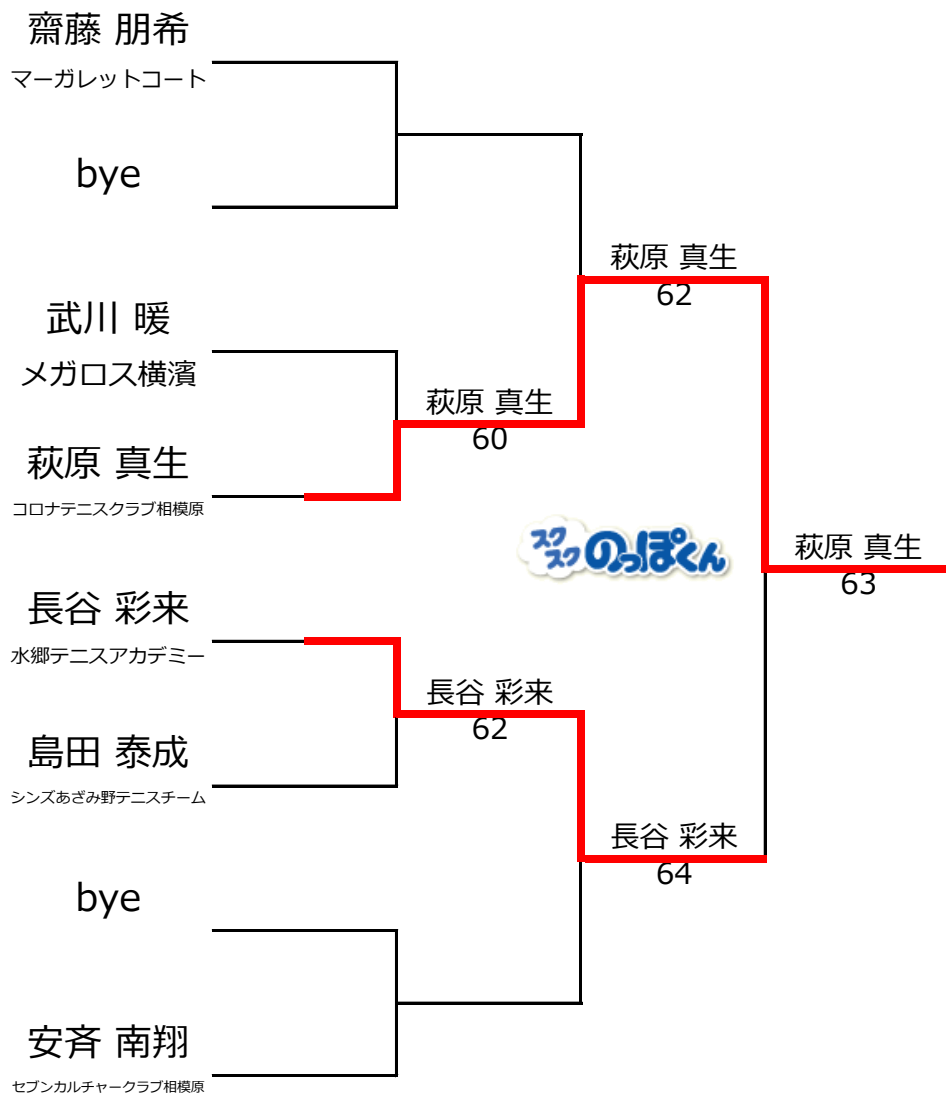 齋藤 朋希
マーガレットコート
bye
武川 暖
メガロス横濱
萩原 真生
コロナテニスクラブ相模原
長谷 彩来
水郷テニスアカデミー
島田 泰成
シンズあざみ野テニスチーム
bye
安斉 南翔
セブンカルチャークラブ相模原
萩原 真生
60
長谷 彩来
62
萩原 真生
62
長谷 彩来
64
スクスクのっぽくん
萩原 真生
63